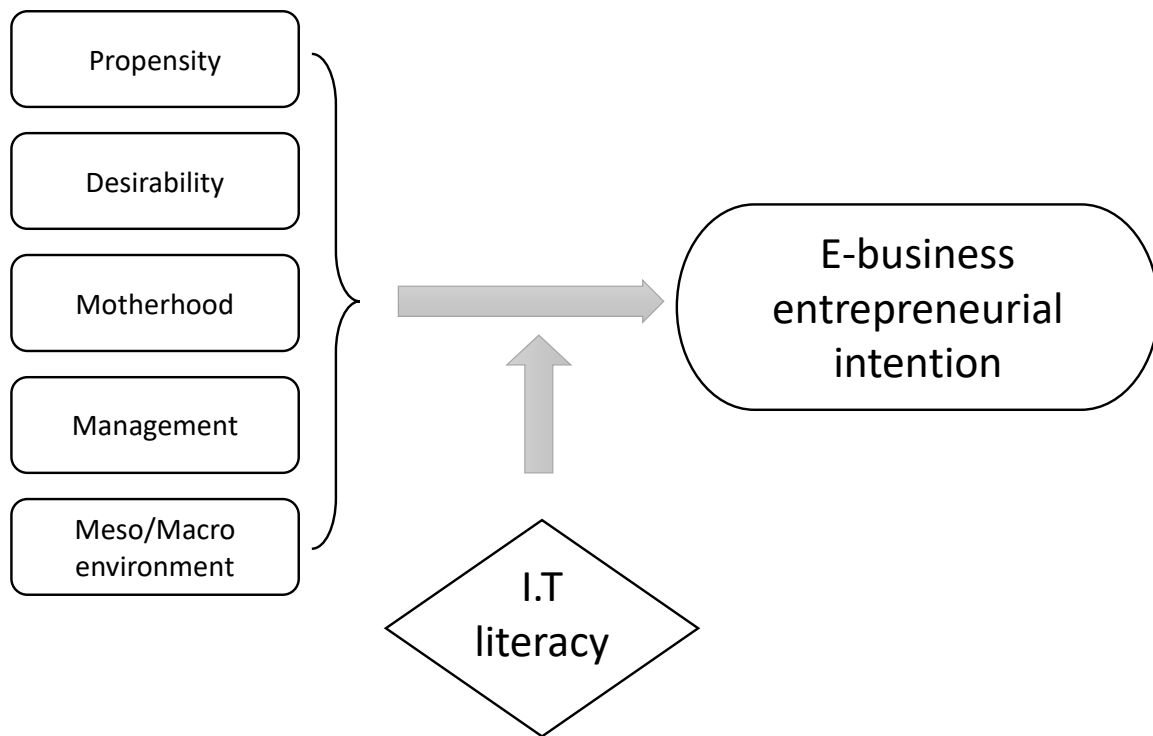 Propensity
Desirability
Motherhood
Management
Meso/Macro
environment
E-business
entrepreneurial
intention
I.T
literacy